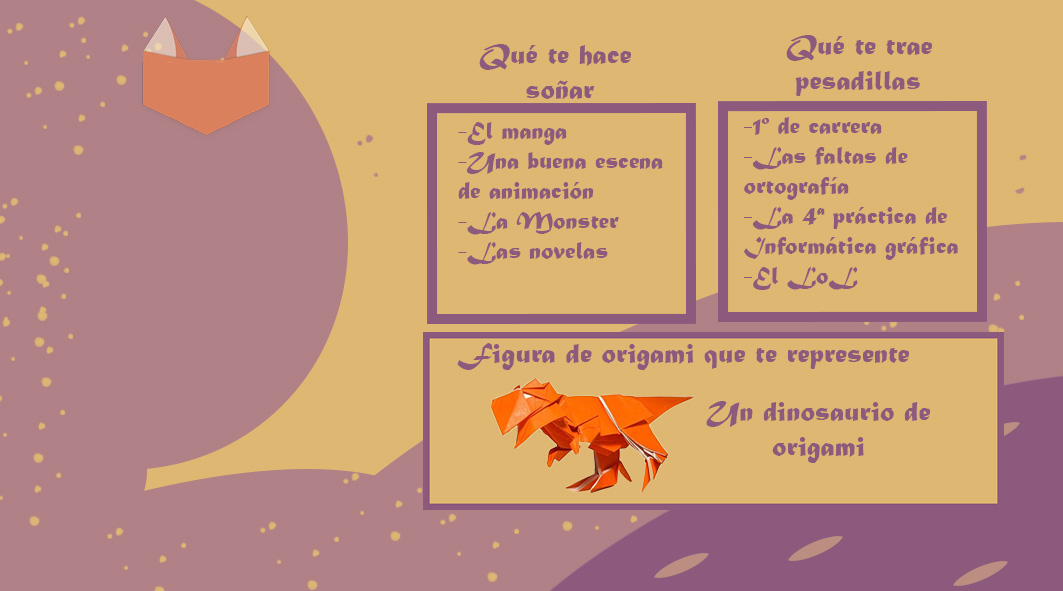 Qué te hace
soñar
-El manga
-Una buena escena
de animación
-La Monster
-Las novelas
Qué te trae
pesadillas
-1º de carrera
-Las faltas de
ortografía
-La 4ª práctica de
Informática gráfica
-El LoL
Figura de origami que te represente
Un dinosaurio de
origami